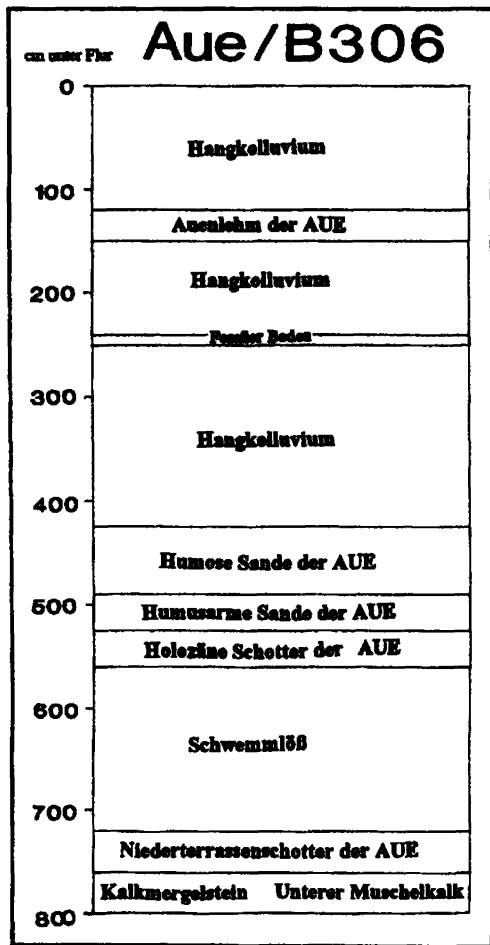 Aue/B306
cm unter Flur
0
Hangkolluvium
100
Auenlehm der AUE
200
Hangkolluvium
Fossiler Boden
300
Hangkolluvium
400
Humose Sande der AUE
500
Humusarme Sande der AUE
Holozäne Schotter der AUE
600
Schwemmlöß
700
Niederterrassenschotter der AUE
Kalkmergelstein Unterer Muschelkalk
800